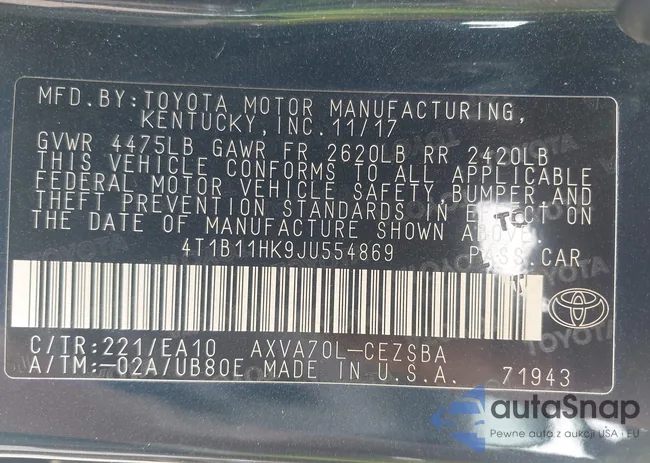 MFD.BY:TOYOTA MOTOR MANUFACTURING,
KENTUCKY,INC.11/17
GVWR 4475LB GAWR FR 2620LB RR 2420LB
THIS VEHICLE CONFORMS TO ALL APPLICABLE
FEDERAL MOTOR VEHICLE SAFETY,BUMPER,AND
THEFT PREVENTION STANDARDS IN EFFECT ON
THE DATE OF MANUFACTURE SHOWN ABOVE.
4T1B11HK9JU554869 PASS.CAR
C/TR:221/EA10 AXVA70L-CEZSBA
A/TM:-02A/UB80E MADE IN U.S.A. 71943
autoSnap
Pewne auta z aukcji USA i EU